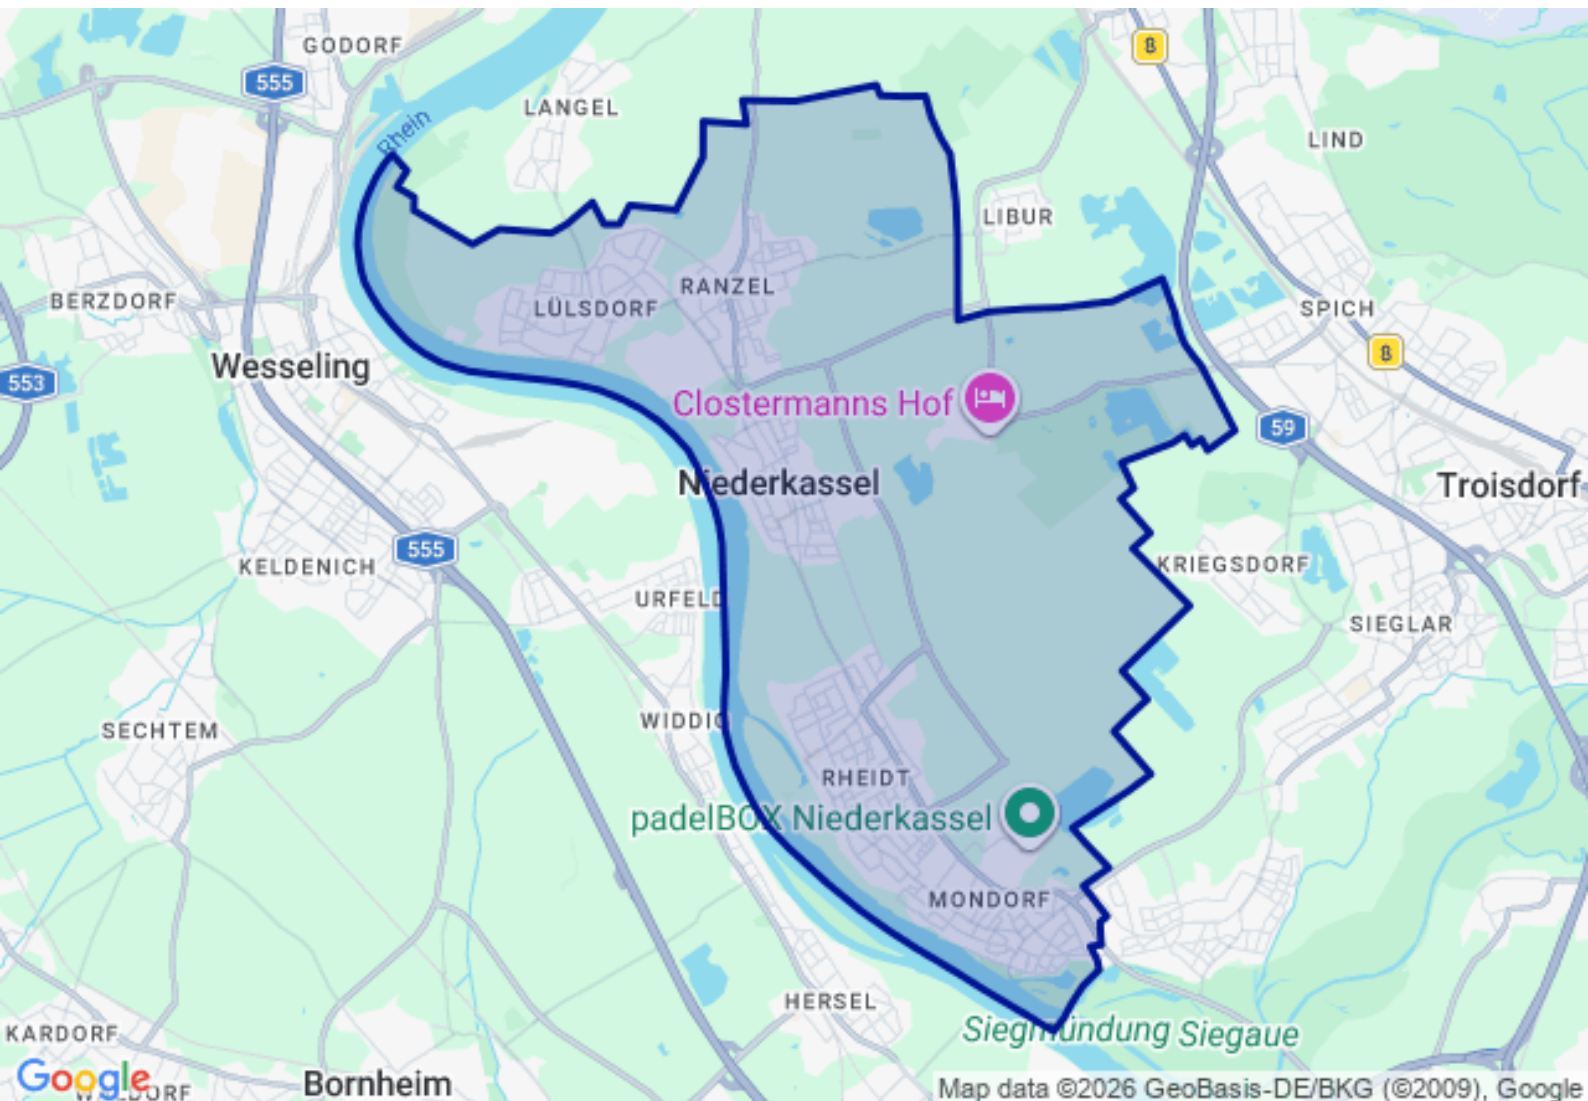 GODORF
555
LANGEL
Rhein
B
LIND
LIBUR
BERZDORF
RANZEL
LÜLSDORF
SPICH
B
Wesseling
553
Clostermanns Hof
59
Niederkassel
Troisdorf
555
KELDENICH
KRIEGSDORF
URFELD
SIEGLAR
WIDDIG
SECHTEM
RHEIDT
padelBOX Niederkassel
MONDORF
HERSEL
Siegmündung Siegaue
KARDORF
Google
Bornheim
Map data ©2026 GeoBasis-DE/BKG (©2009), Google